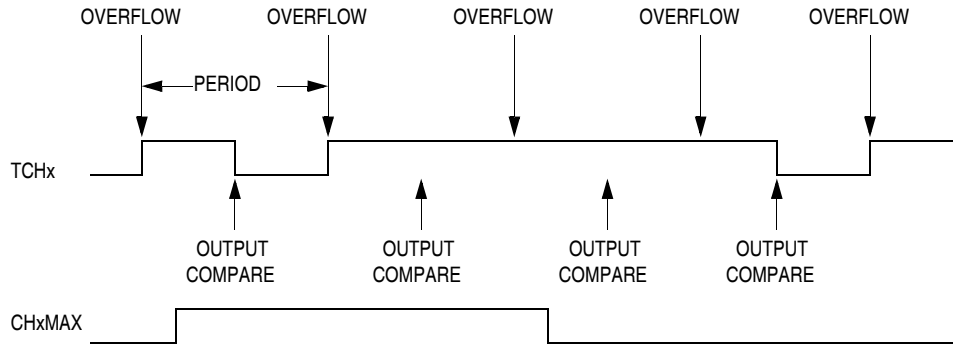 OVERFLOW OVERFLOW OVERFLOW OVERFLOW OVERFLOW
PERIOD
TCHx
OUTPUT COMPARE
OUTPUT COMPARE
OUTPUT COMPARE
OUTPUT COMPARE
CHxMAX